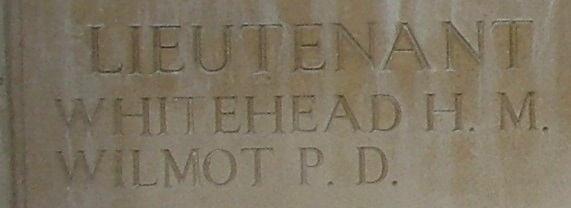 LIEUTENANT
WHITEHEAD H. M.
WILMOT P. D.